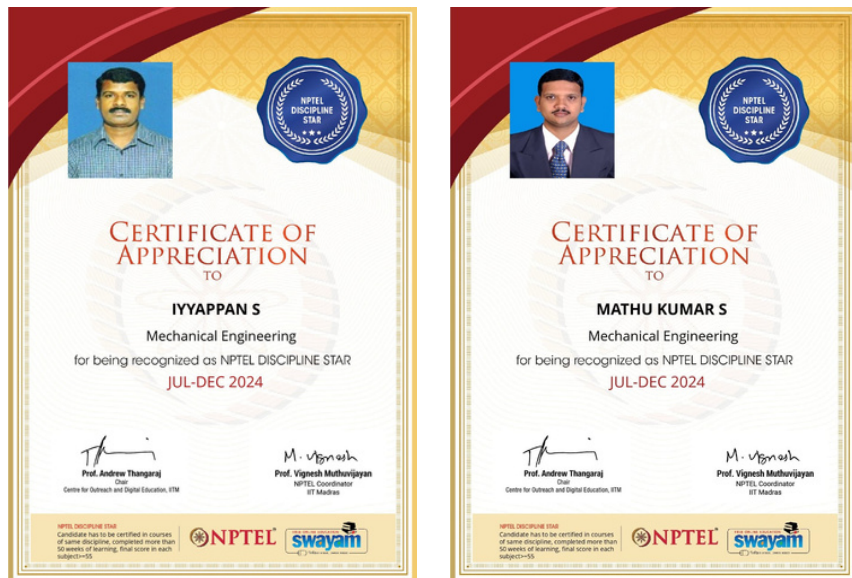 NPTEL
DISCIPLINE
STAR
CERTIFICATE OF
APPRECIATION
TO
IYYAPPAN S
Mechanical Engineering
for being recognized as NPTEL DISCIPLINE STAR
JUL-DEC 2024
Prof. Andrew Thangaraj
Chair
Centre for Outreach and Digital Education, IITM
M. Vignesh
Prof. Vignesh Muthuvijayan
NPTEL Coordinator
IIT Madras
NPTEL DISCIPLINE STAR
Candidate has to be certified in courses
of same discipline, completed more than
50 weeks of learning, final score in each
subject>=55
NPTEL
swayam
NPTEL
DISCIPLINE
STAR
CERTIFICATE OF
APPRECIATION
TO
MATHU KUMAR S
Mechanical Engineering
for being recognized as NPTEL DISCIPLINE STAR
JUL-DEC 2024
Prof. Andrew Thangaraj
Chair
Centre for Outreach and Digital Education, IITM
M. Vignesh
Prof. Vignesh Muthuvijayan
NPTEL Coordinator
IIT Madras
NPTEL DISCIPLINE STAR
Candidate has to be certified in courses
of same discipline, completed more than
50 weeks of learning, final score in each
subject>=55
NPTEL
swayam